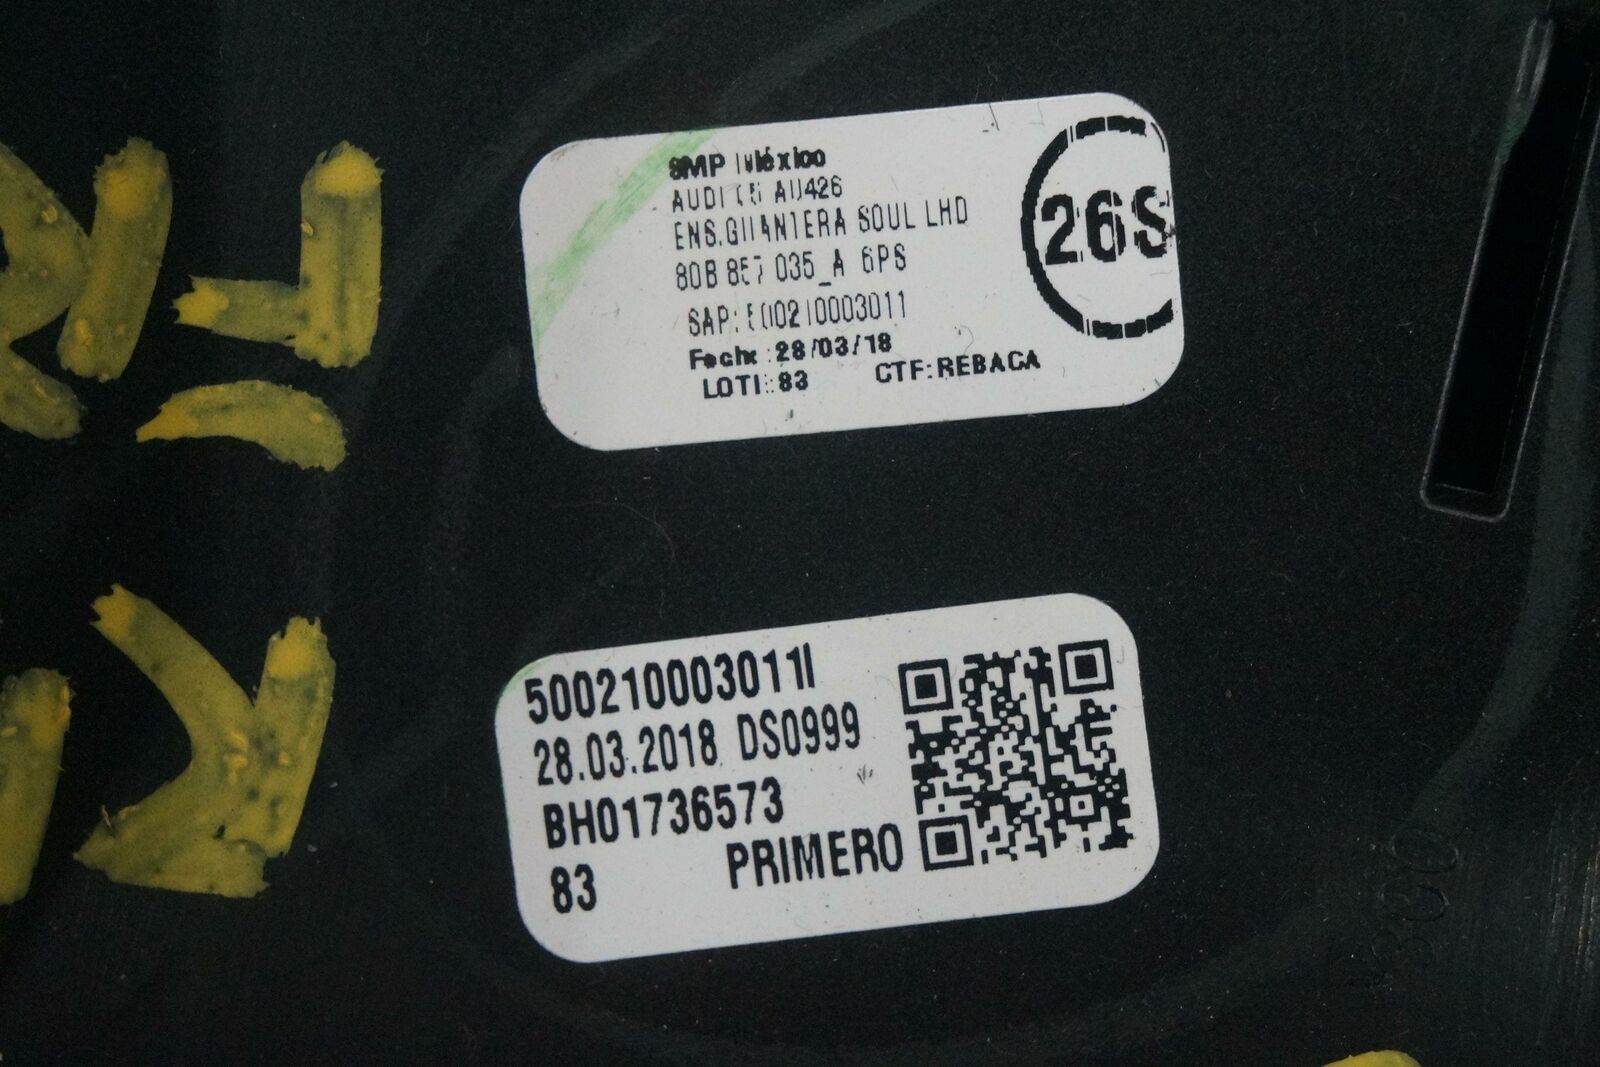 SMP México
AUDI Q5 AU426
ENS.GUANTERA SOUL LHD
80B 857 035_A 6PS
SAP: 500210003011
Fecha: 28/03/18
LOTE: 83 CTF:REBACA
26S
500210003011I
28.03.2018 DS0999
BH01736573
83 PRIMERO